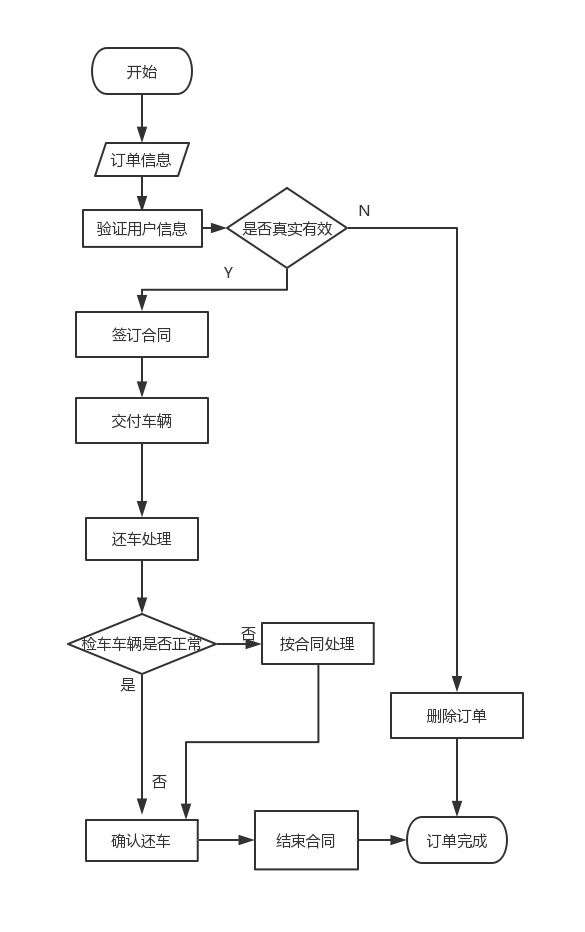 开始
订单信息
验证用户信息
是否真实有效
N
Y
签订合同
交付车辆
还车处理
检车车辆是否正常
否
按合同处理
是
删除订单
否
确认还车
结束合同
订单完成